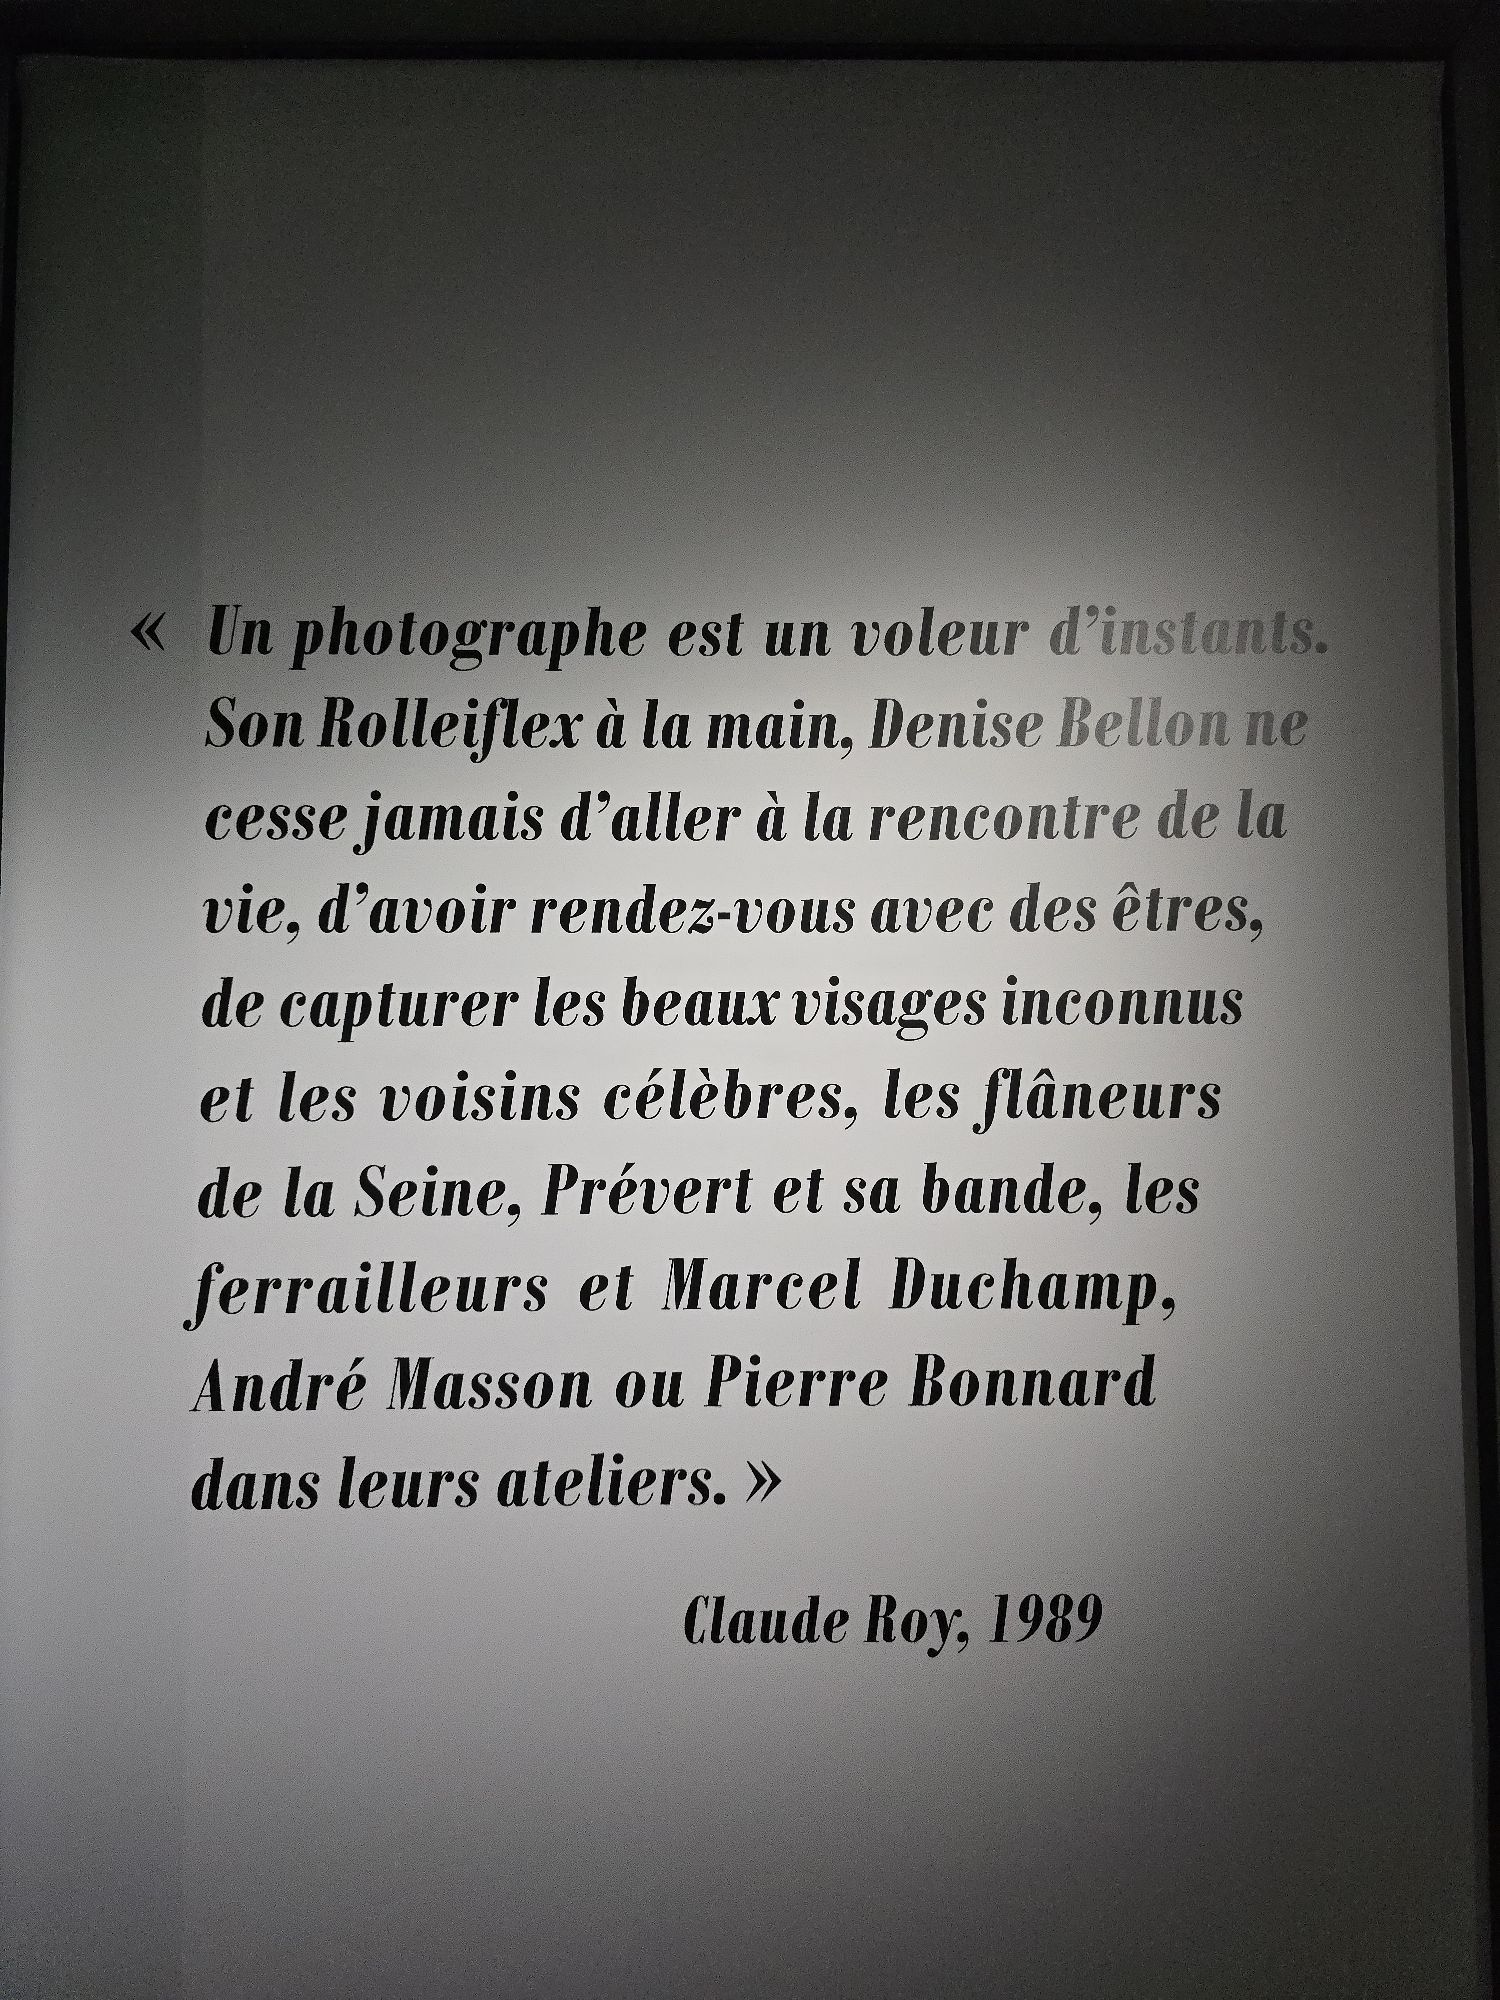 « Un photographe est un voleur d’instants.
Son Rolleiflex à la main, Denise Bellon ne
cesse jamais d’aller à la rencontre de la
vie, d’avoir rendez-vous avec des êtres,
de capturer les beaux visages inconnus
et les voisins célèbres, les flâneurs
de la Seine, Prévert et sa bande, les
ferrailleurs et Marcel Duchamp,
André Masson ou Pierre Bonnard
dans leurs ateliers. »
Claude Roy, 1989